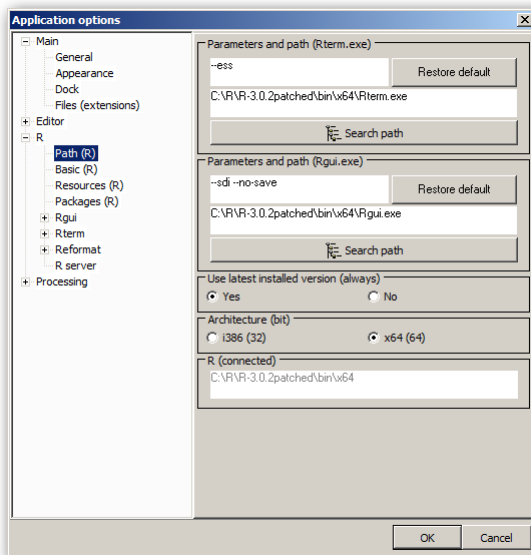 Application options
Main
General
Appearance
Dock
Files (extensions)
Editor
R
Path (R)
Basic (R)
Resources (R)
Packages (R)
Rgui
Rterm
Reformat
R server
Processing
Parameters and path (Rterm.exe)
--ess
Restore default
C:\R\R-3.0.2patched\bin\x64\Rterm.exe
Search path
Parameters and path (Rgui.exe)
--sdi --no-save
Restore default
C:\R\R-3.0.2patched\bin\x64\Rgui.exe
Search path
Use latest installed version (always)
Yes No
Architecture (bit)
i386 (32) x64 (64)
R (connected)
C:\R\R-3.0.2patched\bin\x64
OK Cancel